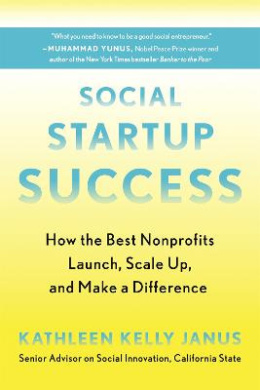 "What you need to know to be a good social entrepreneur."
—MUHAMMAD YUNUS, Nobel Peace Prize winner and
author of the New York Times bestseller Banker to the Poor
SOCIAL
STARTUP
SUCCESS
How the Best Nonprofits
Launch, Scale Up,
and Make a Difference
KATHLEEN KELLY JANUS
Senior Advisor on Social Innovation, California State